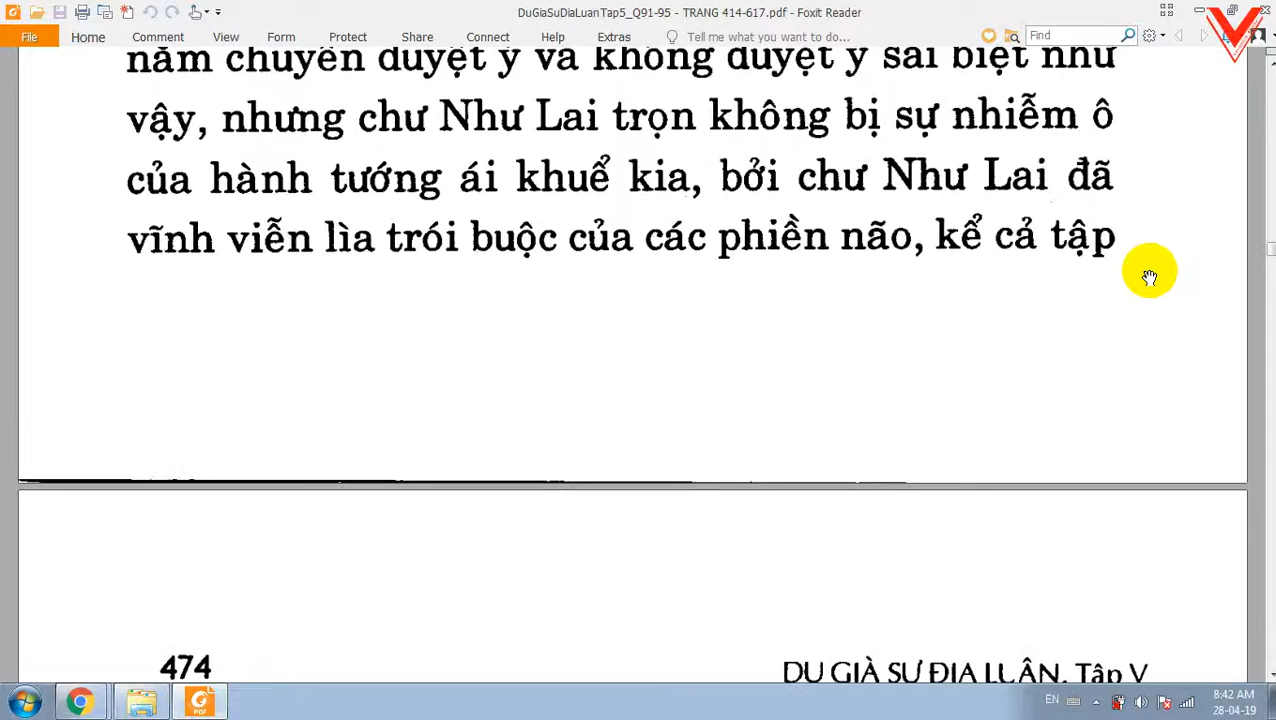 DuGiaSuDiaLuanTap5_Q91-95 - TRANG 414-617.pdf - Foxit Reader
File Home Comment View Form Protect Share Connect Help Extras Tell me what you want to do... Find
năm chuyển duyệt ý và không duyệt ý sai biệt như
vậy, nhưng chư Như Lai trọn không bị sự nhiễm ô
của hành tướng ái khuể kia, bởi chư Như Lai đã
vĩnh viễn lìa trói buộc của các phiền não, kể cả tập
474 DU GIÀ SƯ ĐỊA LUẬN, Tập V
PDF
EN
8:42 AM
28-04-19